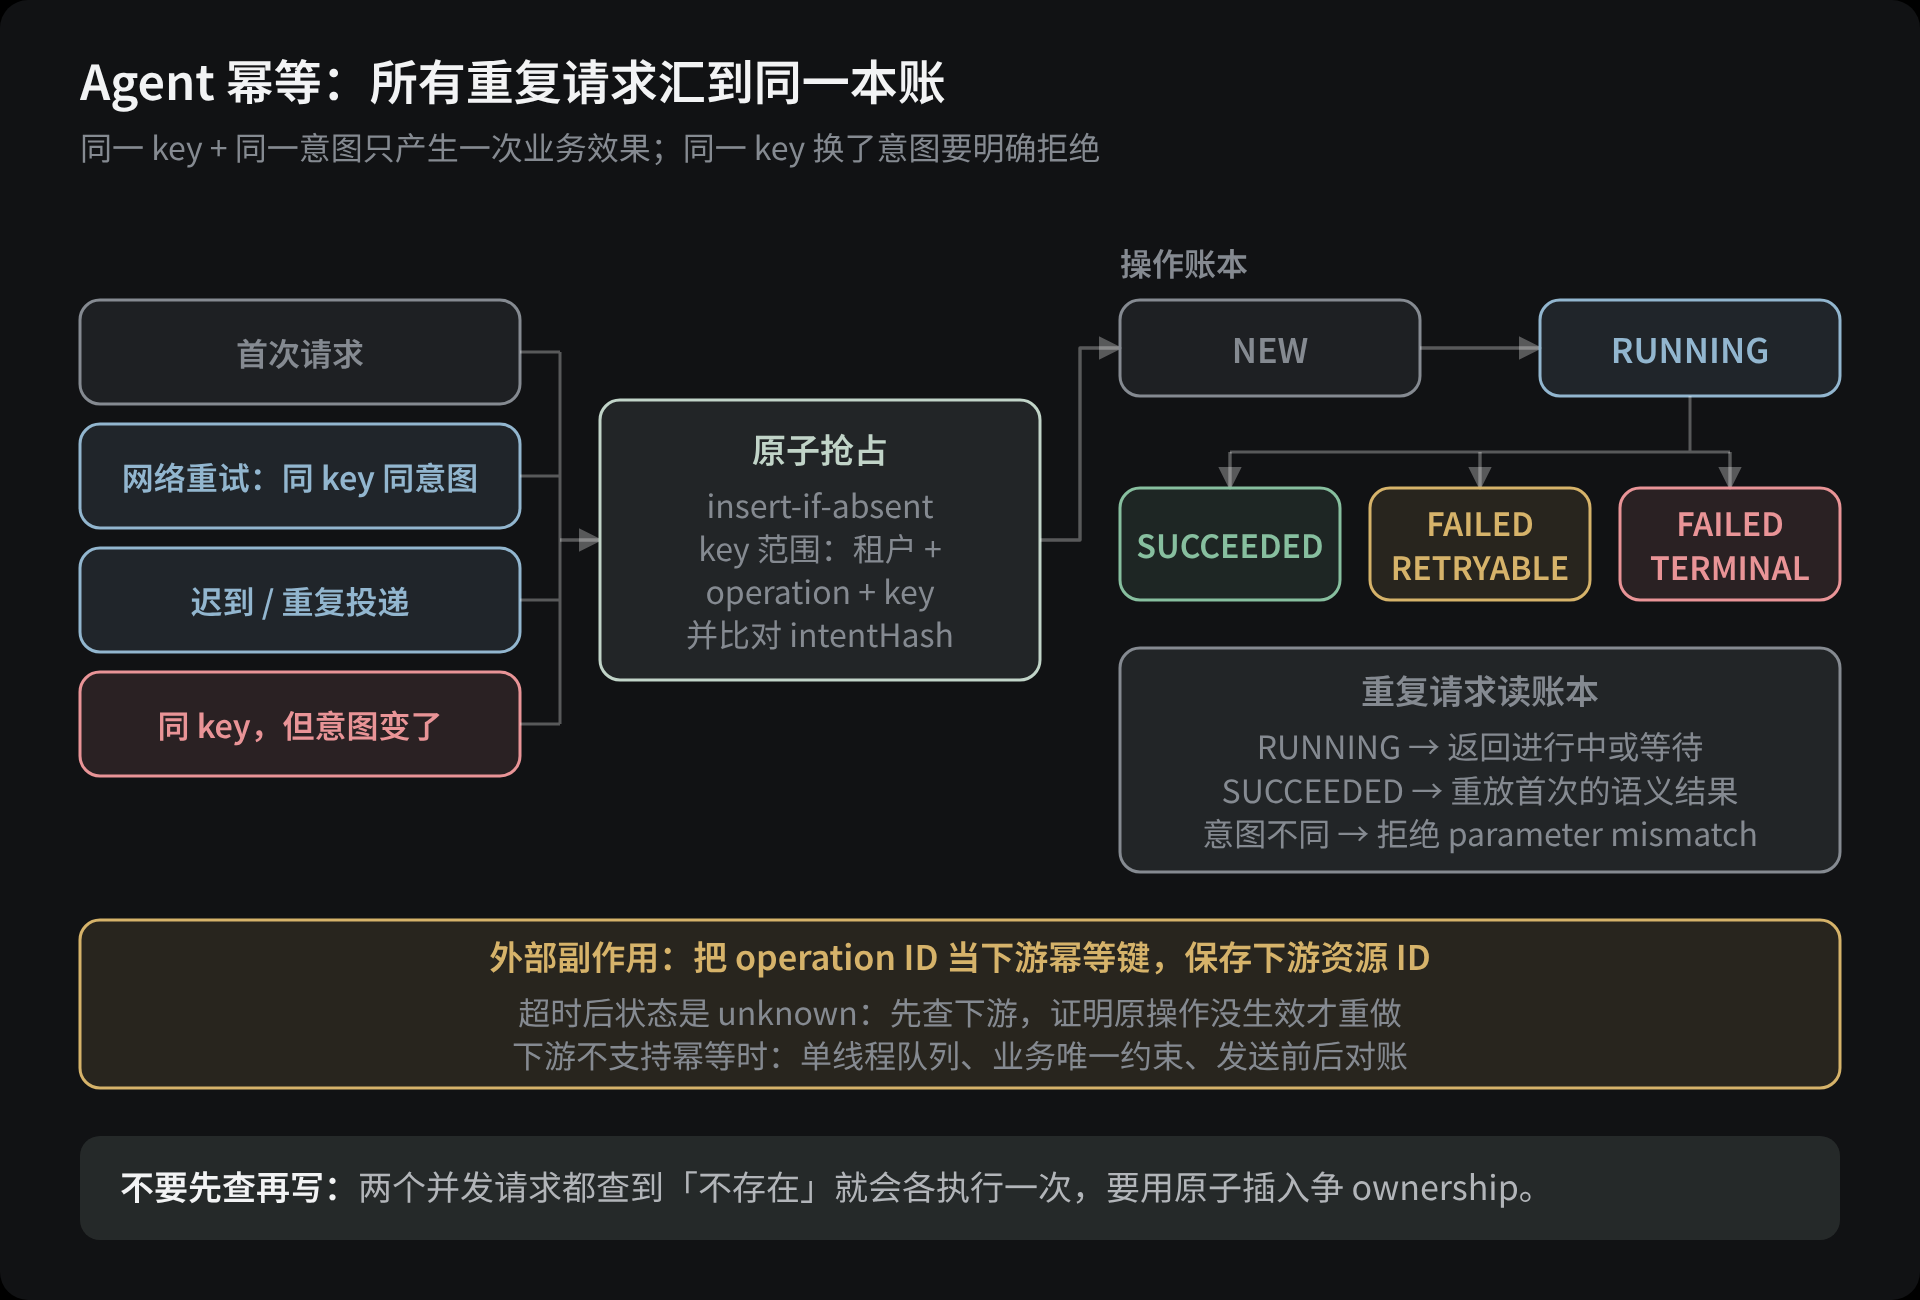 Agent 幂等：所有重复请求汇到同一本账
同一 key + 同一意图只产生一次业务效果；同一 key 换了意图要明确拒绝
首次请求
网络重试：同 key 同意图
迟到 / 重复投递
同 key，但意图变了
原子抢占
insert-if-absent
key 范围：租户 +
operation + key
并比对 intentHash
操作账本
NEW
RUNNING
SUCCEEDED
FAILED
RETRYABLE
FAILED
TERMINAL
重复请求读账本
RUNNING → 返回进行中或等待
SUCCEEDED → 重放首次的语义结果
意图不同 → 拒绝 parameter mismatch
外部副作用：把 operation ID 当下游幂等键，保存下游资源 ID
超时后状态是 unknown：先查下游，证明原操作没生效才重做
下游不支持幂等时：单线程队列、业务唯一约束、发送前后对账
不要先查再写：两个并发请求都查到「不存在」就会各执行一次，要用原子插入争 ownership。